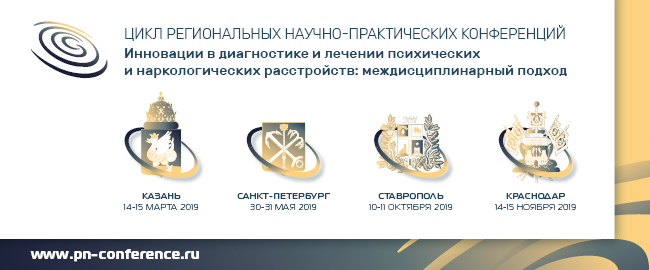 ЦИКЛ РЕГИОНАЛЬНЫХ НАУЧНО-ПРАКТИЧЕСКИХ КОНФЕРЕНЦИЙ
Инновации в диагностике и лечении психических
и наркологических расстройств: междисциплинарный подход
КАЗАНЬ
14-15 МАРТА 2019
САНКТ-ПЕТЕРБУРГ
30-31 МАЯ 2019
СТАВРОПОЛЬ
10-11 ОКТЯБРЯ 2019
КРАСНОДАР
14-15 НОЯБРЯ 2019
www.pn-conference.ru